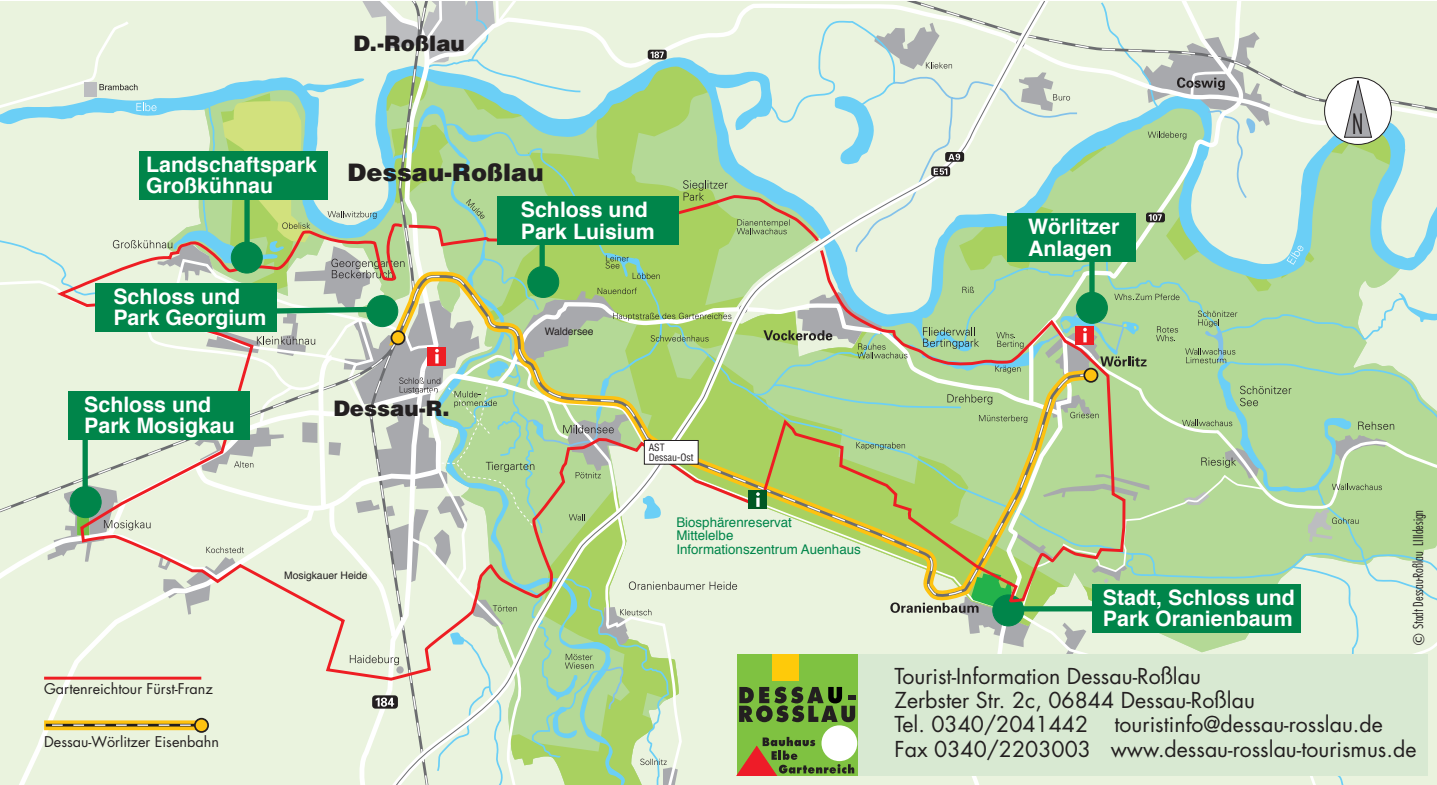 D.-Roßlau
187
Klieken
Coswig
Brambach
Elbe
Buro
N
Wildeberg
A9
E51
Landschaftspark
Großkühnau
Dessau-Roßlau
Sieglitzer
Park
Mulde
Schloss und
Park Luisium
Wallwitzburg
Obelisk
Dianentempel
Wallwachaus
107
Wörlitzer
Anlagen
Großkühnau
Elbe
Georgengarten
Beckerbruch
Leiner
See
Löbben
Nauendorf
Riß
Whs. Zum Pferde
Schloss und
Park Georgium
Hauptstraße des Gartenreiches
Schönitzer
Hügel
Waldersee
Schwedenhaus
Vockerode
Fliederwall
Bertingpark
Whs.
Berting
Rotes
Whs.
Kleinkühnau
i
i
Rauhes
Wallwachaus
Wallwachaus
Limesturm
Krägen
Wörlitz
Schloß und
Lustgarten
Mulde-
promenade
Schönitzer
See
Schloss und
Park Mosigkau
Dessau-R.
Drehberg
Münsterberg
Griesen
Wallwachaus
Rehsen
Mildensee
Kapengraben
AST
Dessau-Ost
Alten
Tiergarten
Pötnitz
Riesigk
Wallwachaus
i
Mosigkau
Wall
Gohrau
Biosphärenreservat
Mittelelbe
Informationszentrum Auenhaus
Kochstedt
Mosigkauer Heide
Oranienbaumer Heide
Törten
Kleutsch
Oranienbaum
Stadt, Schloss und
Park Oranienbaum
Haideburg
Möster
Wiesen
184
Sollnitz
Gartenreichtour Fürst-Franz
Dessau-Wörlitzer Eisenbahn
DESSAU-
ROSSLAU
Bauhaus
Elbe
Gartenreich
Tourist-Information Dessau-Roßlau
Zerbster Str. 2c, 06844 Dessau-Roßlau
Tel. 0340/2041442 touristinfo@dessau-rosslau.de
Fax 0340/2203003 www.dessau-rosslau-tourismus.de
© Stadt Dessau-Roßlau Lilldesign